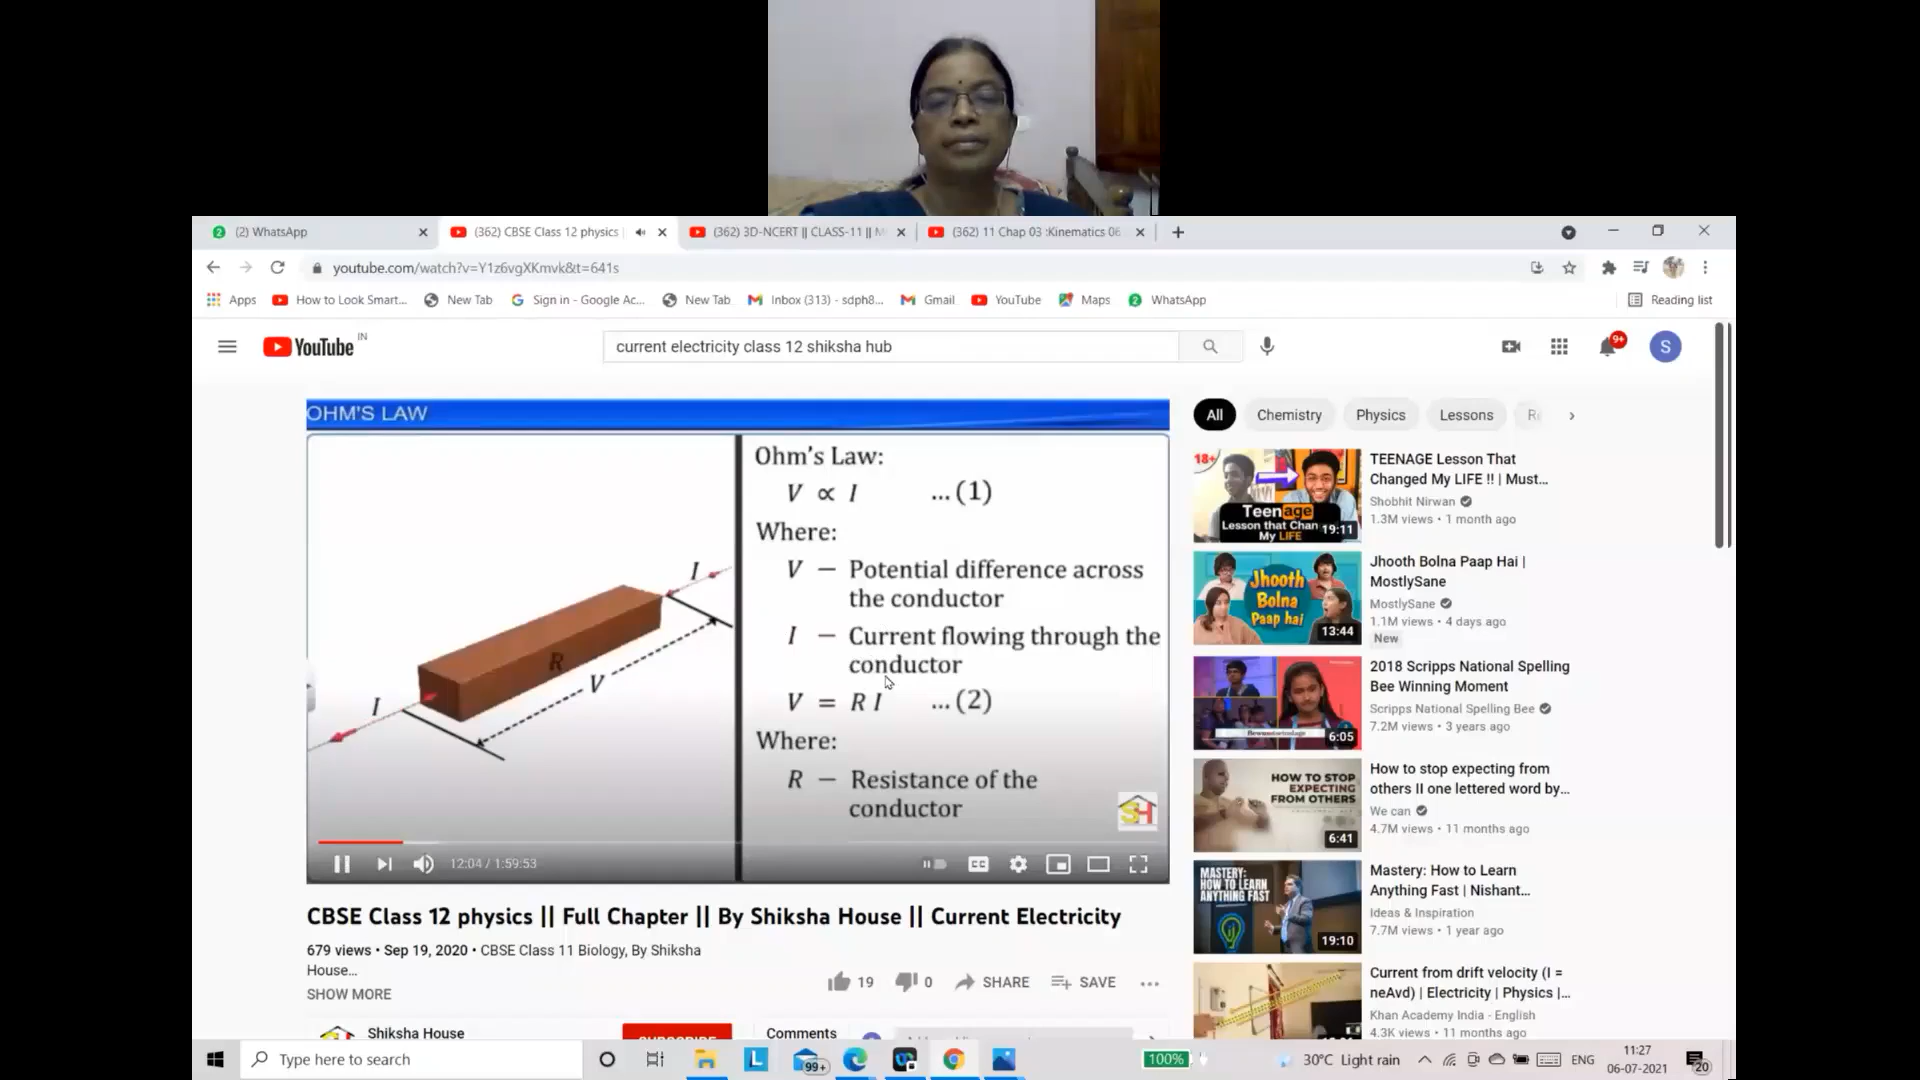 (2) WhatsApp
(362) CBSE Class 12 physics
(362) 3D-NCERT || CLASS-11 || M
(362) 11 Chap 03 :Kinematics 06
youtube.com/watch?v=Y1z6vgXKmvk&t=641s
Apps
How to Look Smart...
New Tab
Sign in - Google Ac...
New Tab
Inbox (313) - sdph8...
Gmail
YouTube
Maps
WhatsApp
Reading list
YouTube IN
current electricity class 12 shiksha hub
9+
S
OHM'S LAW
Ohm's Law:
V ∝ I ...(1)
Where:
V – Potential difference across
the conductor
I – Current flowing through the
conductor
V = R I ...(2)
Where:
R – Resistance of the
conductor
I
R
V
I
SH
12:04 / 1:59:53
CC
CBSE Class 12 physics || Full Chapter || By Shiksha House || Current Electricity
679 views • Sep 19, 2020 • CBSE Class 11 Biology, By Shiksha
House...
SHOW MORE
19
0
SHARE
SAVE
Shiksha House
SUBSCRIBE
Comments
All
Chemistry
Physics
Lessons
18+
Teenage
Lesson that Chan
My LIFE
19:11
TEENAGE Lesson That
Changed My LIFE !! | Must...
Shobhit Nirwan
1.3M views • 1 month ago
Jhooth
Bolna
Paap hai
13:44
Jhooth Bolna Paap Hai |
MostlySane
MostlySane
1.1M views • 4 days ago
New
6:05
2018 Scripps National Spelling
Bee Winning Moment
Scripps National Spelling Bee
7.2M views • 3 years ago
HOW TO STOP
EXPECTING
FROM OTHERS
6:41
How to stop expecting from
others II one lettered word by...
We can
4.7M views • 11 months ago
MASTERY:
HOW TO LEARN
ANYTHING FAST
19:10
Mastery: How to Learn
Anything Fast | Nishant...
Ideas & Inspiration
7.7M views • 1 year ago
Current from drift velocity (I =
neAvd) | Electricity | Physics |...
Khan Academy India - English
4.3K views • 11 months ago
Type here to search
L
99+
100%
30°C Light rain
ENG
11:27
06-07-2021
20